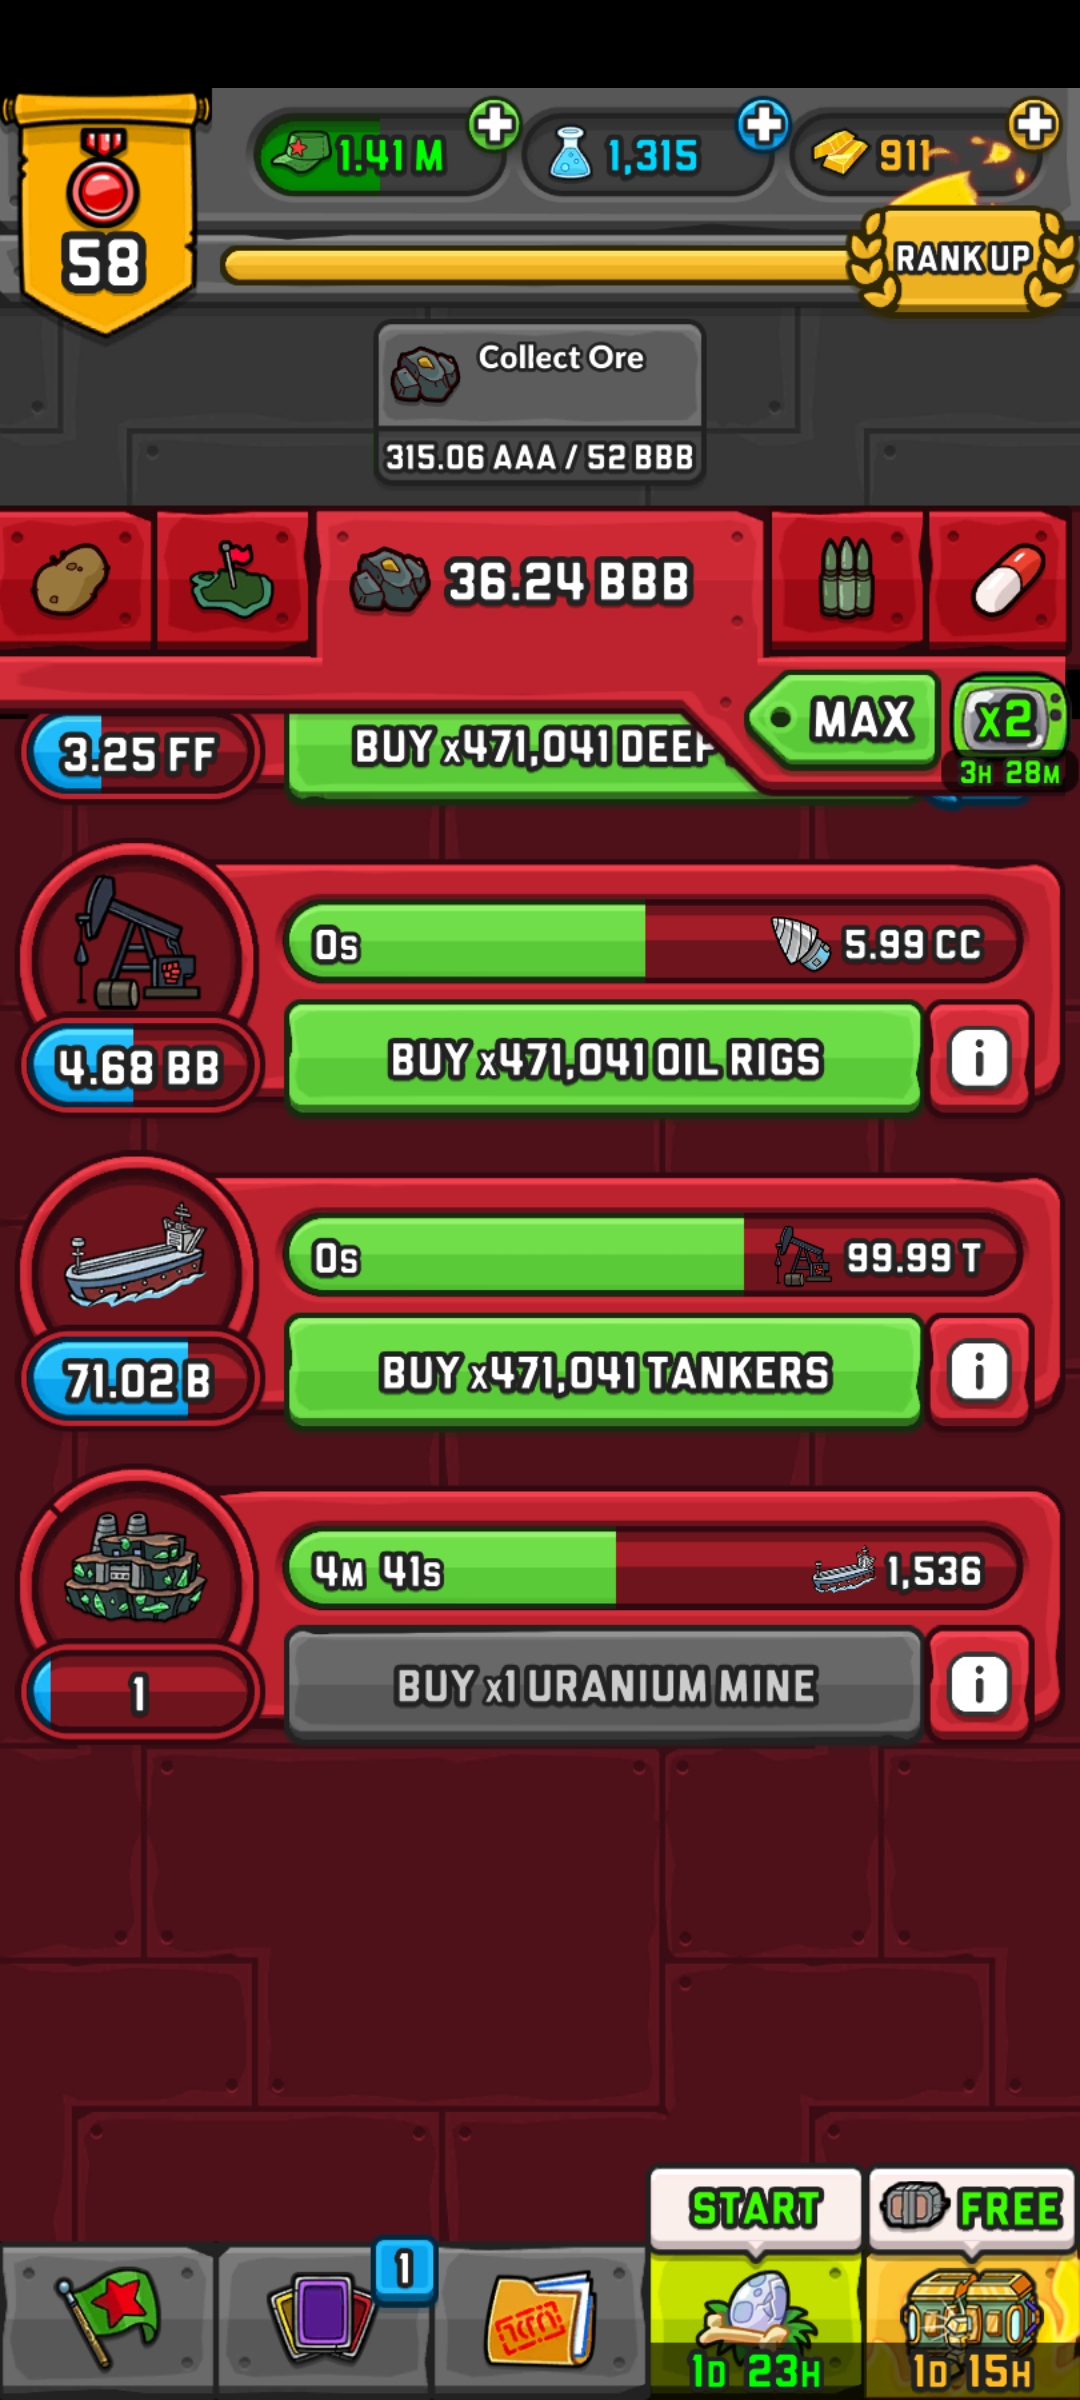 58
1.41 M
1,315
911
RANK UP
Collect Ore
315.06 AAA / 52 BBB
36.24 BBB
MAX
x2
3H 28M
3.25 FF
BUY x471,041 DEEP
0s
5.99 CC
4.68 BB
BUY x471,041 OIL RIGS
i
0s
99.99 T
71.02 B
BUY x471,041 TANKERS
i
4M 41s
1,536
1
BUY x1 URANIUM MINE
i
START
FREE
1
1D 23H
1D 15H